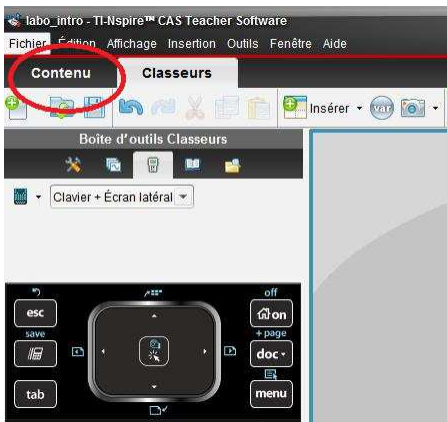 labo_intro - TI-Nspire™ CAS Teacher Software
Fichier Édition Affichage Insertion Outils Fenêtre Aide
Contenu Classeurs
Insérer var
Boîte d'outils Classeurs
Clavier + Écran latéral
off
esc on
save + page
doc
tab menu